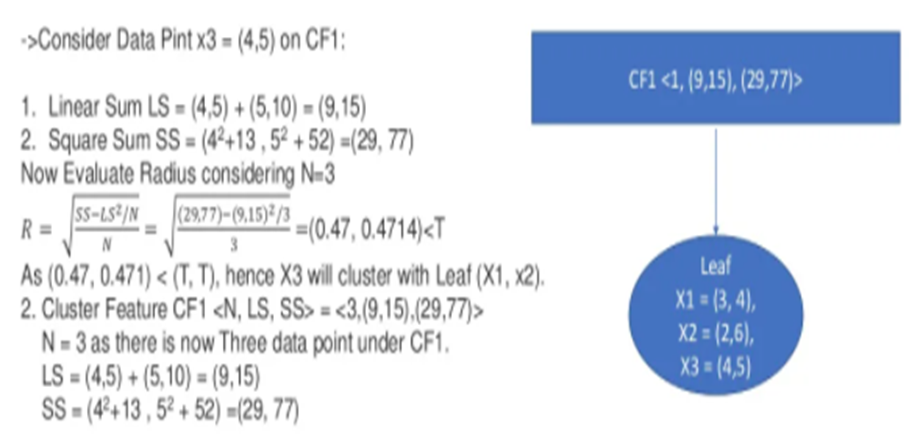 ->Consider Data Pint x3 = (4,5) on CF1:
1. Linear Sum LS = (4,5) + (5,10) = (9,15)
2. Square Sum SS = (4²+13 , 5² + 52) =(29, 77)
Now Evaluate Radius considering N=3
R = √((SS−LS²/N)/N) = √(((29,77)−(9,15)²/3)/3) =(0.47, 0.4714)<T
As (0.47, 0.471) < (T, T), hence X3 will cluster with Leaf (X1, x2).
2. Cluster Feature CF1 <N, LS, SS> = <3,(9,15),(29,77)>
N = 3 as there is now Three data point under CF1.
LS = (4,5) + (5,10) = (9,15)
SS = (4²+13 , 5² + 52) =(29, 77)
CF1 <1, (9,15), (29,77)>
Leaf
X1 = (3, 4),
X2 = (2,6),
X3 = (4,5)